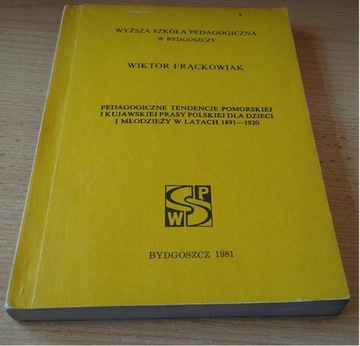 WYŻSZA SZKOŁA PEDAGOGICZNA
W BYDGOSZCZY
WIKTOR FRĄCKOWIAK
PEDAGOGICZNE TENDENCJE POMORSKIEJ
I KUJAWSKIEJ PRASY POLSKIEJ DLA DZIECI
I MŁODZIEŻY W LATACH 1891—1920
WSP
BYDGOSZCZ 1981